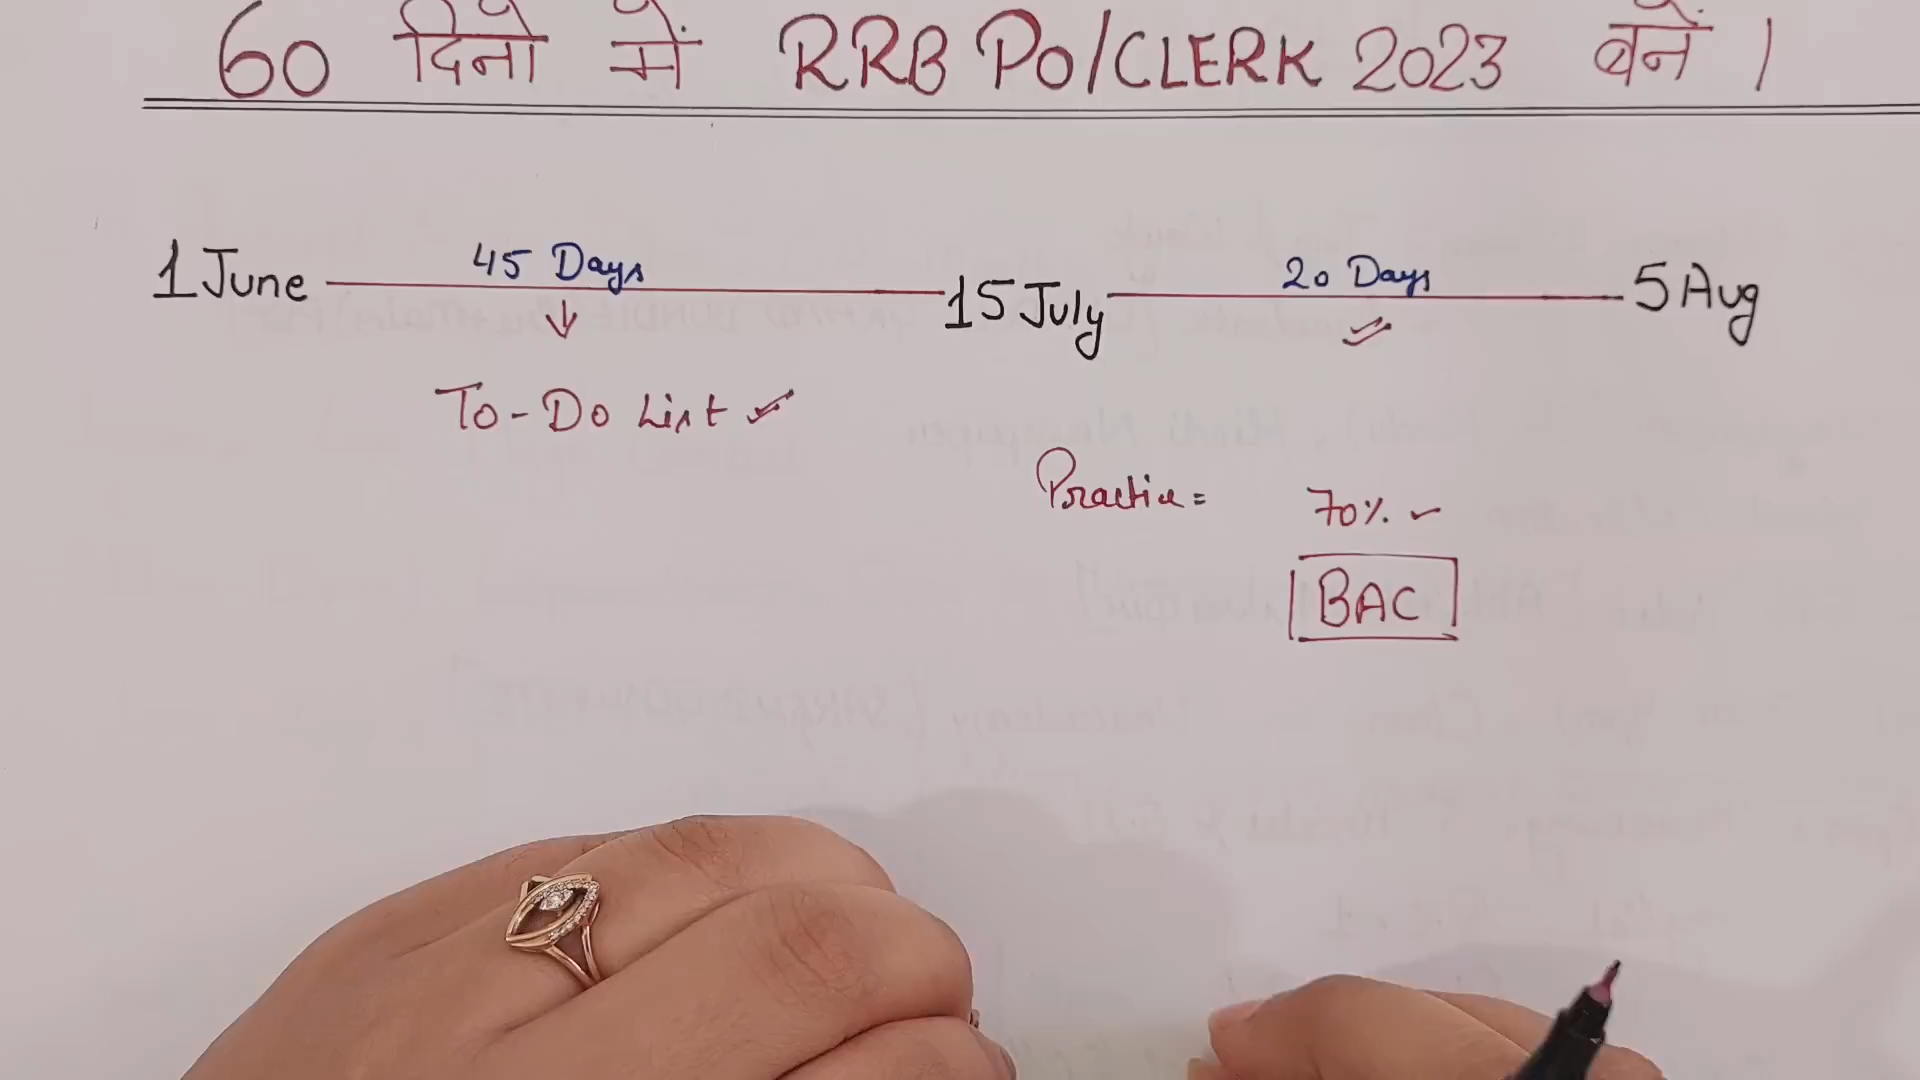 60 दिनो में RRB PO/CLERK 2023 बनें।
1 June 45 Days 15 July 20 Days 5 Aug
To-Do List
Practice = 70%
BAC